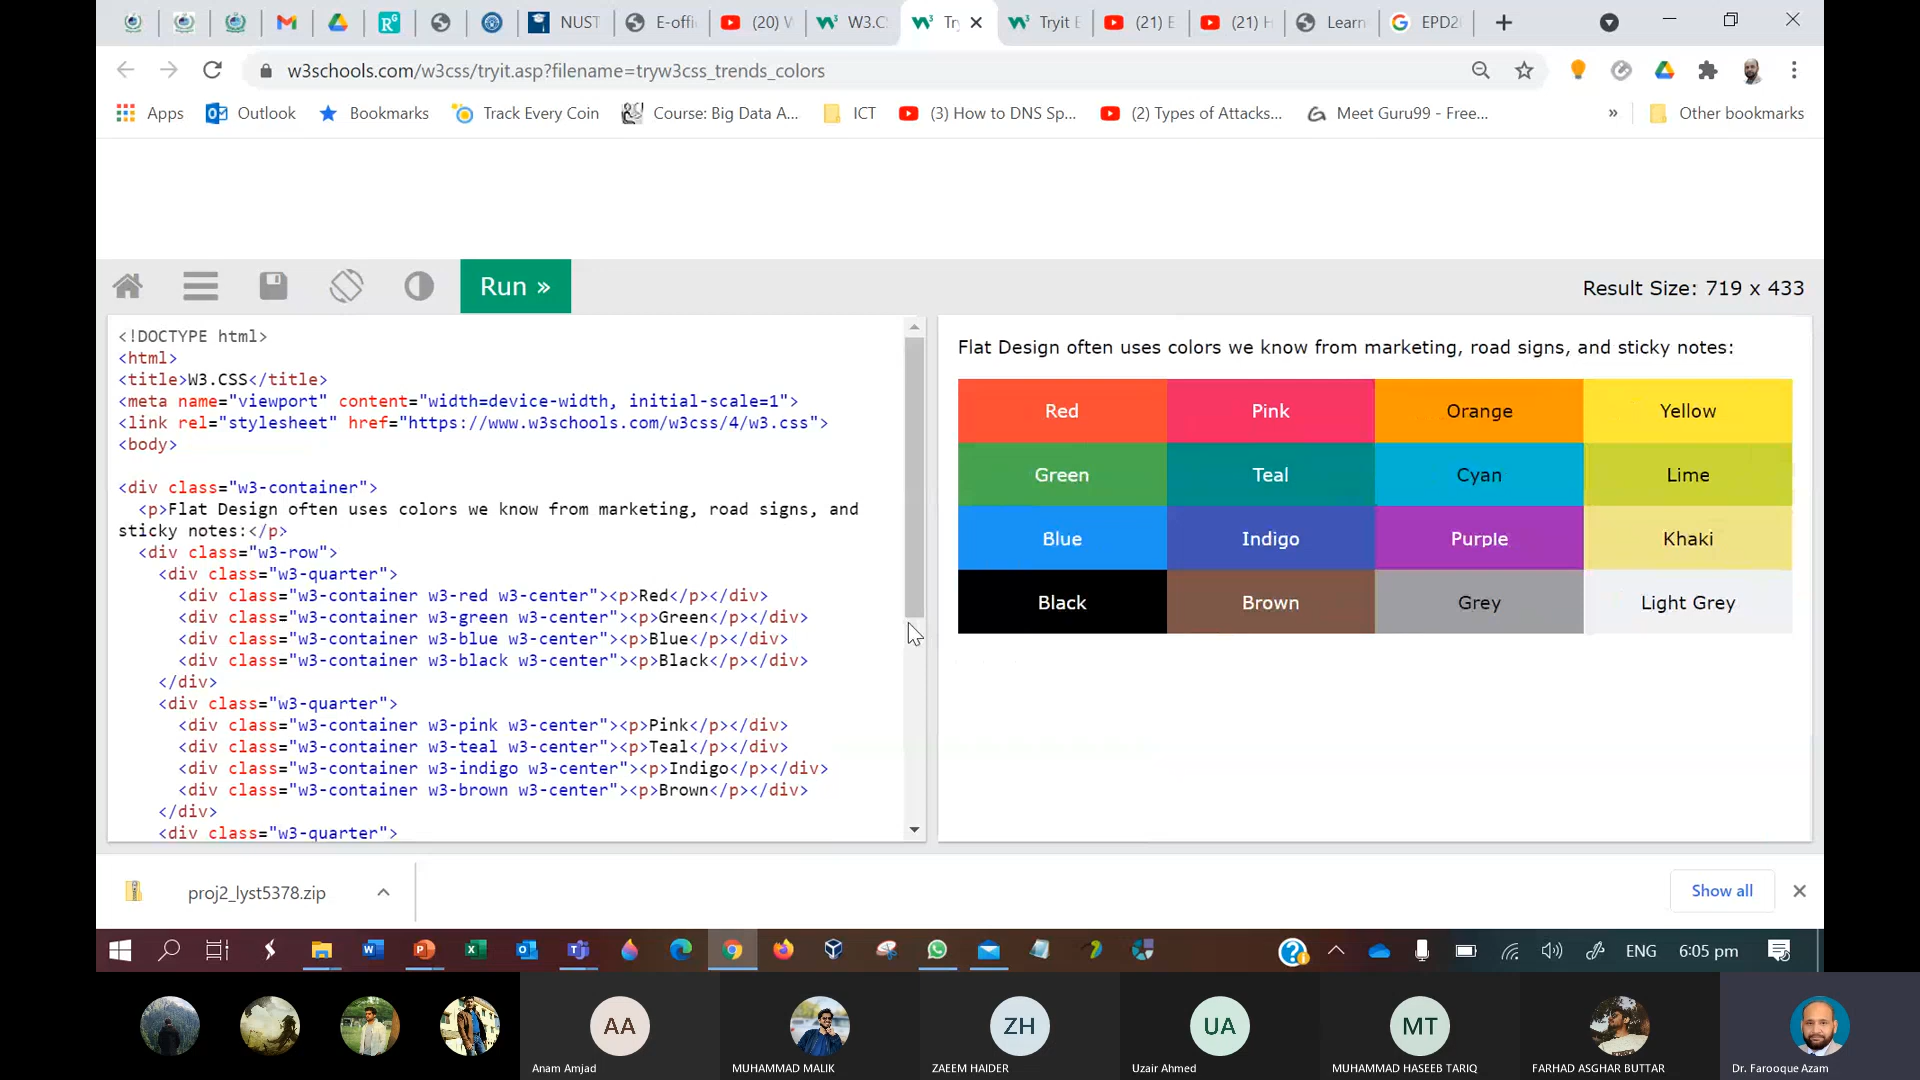 NUST
E-offi
(20) W
W3.C
Try
Tryit E
(21) E
(21) H
Learn
EPD2
w3schools.com/w3css/tryit.asp?filename=tryw3css_trends_colors
Apps
Outlook
Bookmarks
Track Every Coin
Course: Big Data A...
ICT
(3) How to DNS Sp...
(2) Types of Attacks...
Meet Guru99 - Free...
»
Other bookmarks
Run »
Result Size: 719 x 433
<!DOCTYPE html>
<html>
<title>W3.CSS</title>
<meta name="viewport" content="width=device-width, initial-scale=1">
<link rel="stylesheet" href="https://www.w3schools.com/w3css/4/w3.css">
<body>
<div class="w3-container">
<p>Flat Design often uses colors we know from marketing, road signs, and
sticky notes:</p>
<div class="w3-row">
<div class="w3-quarter">
<div class="w3-container w3-red w3-center"><p>Red</p></div>
<div class="w3-container w3-green w3-center"><p>Green</p></div>
<div class="w3-container w3-blue w3-center"><p>Blue</p></div>
<div class="w3-container w3-black w3-center"><p>Black</p></div>
</div>
<div class="w3-quarter">
<div class="w3-container w3-pink w3-center"><p>Pink</p></div>
<div class="w3-container w3-teal w3-center"><p>Teal</p></div>
<div class="w3-container w3-indigo w3-center"><p>Indigo</p></div>
<div class="w3-container w3-brown w3-center"><p>Brown</p></div>
</div>
<div class="w3-quarter">
Flat Design often uses colors we know from marketing, road signs, and sticky notes:
Red Pink Orange Yellow
Green Teal Cyan Lime
Blue Indigo Purple Khaki
Black Brown Grey Light Grey
proj2_lyst5378.zip
Show all
ENG
6:05 pm
AA
ZH
UA
MT
Anam Amjad
MUHAMMAD MALIK
ZAEEM HAIDER
Uzair Ahmed
MUHAMMAD HASEEB TARIQ
FARHAD ASGHAR BUTTAR
Dr. Farooque Azam